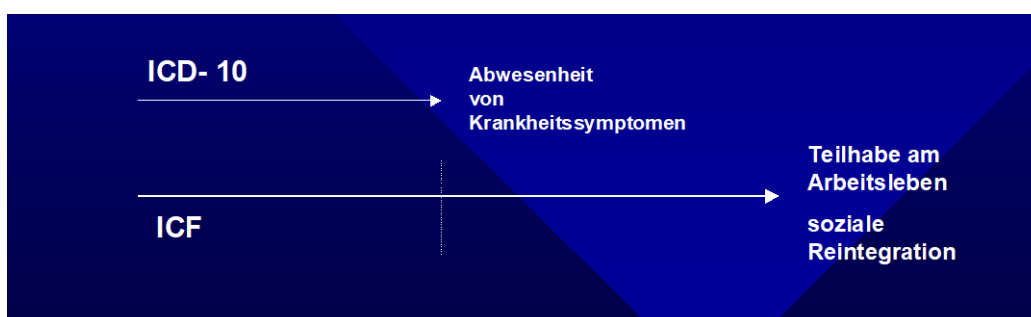 ICD- 10
Abwesenheit
von
Krankheitssymptomen
Teilhabe am
Arbeitsleben
ICF
soziale
Reintegration